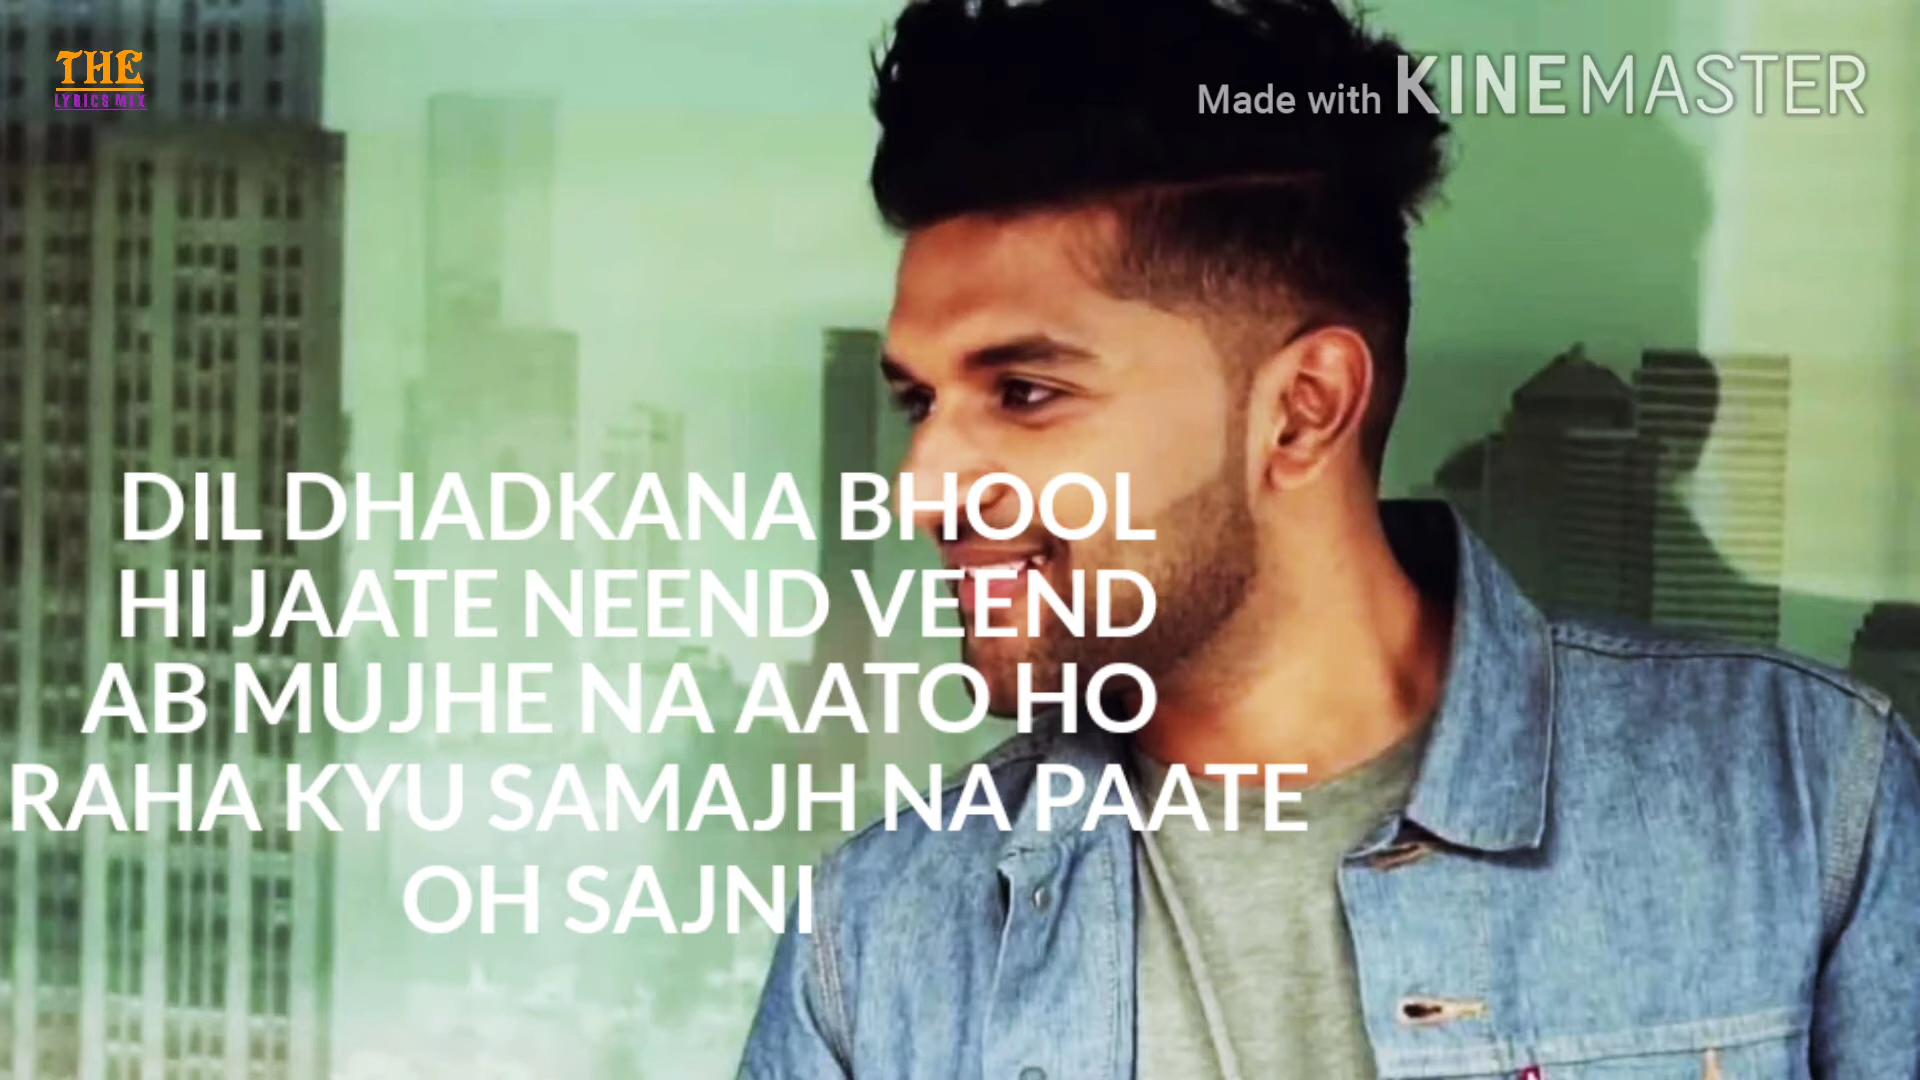 THE
LYRICS MIX
Made with KINEMASTER
DIL DHADKANA BHOOL
HI JAATE NEEND VEEND
AB MUJHE NA AATO HO
RAHA KYU SAMAJH NA PAATE
OH SAJNI